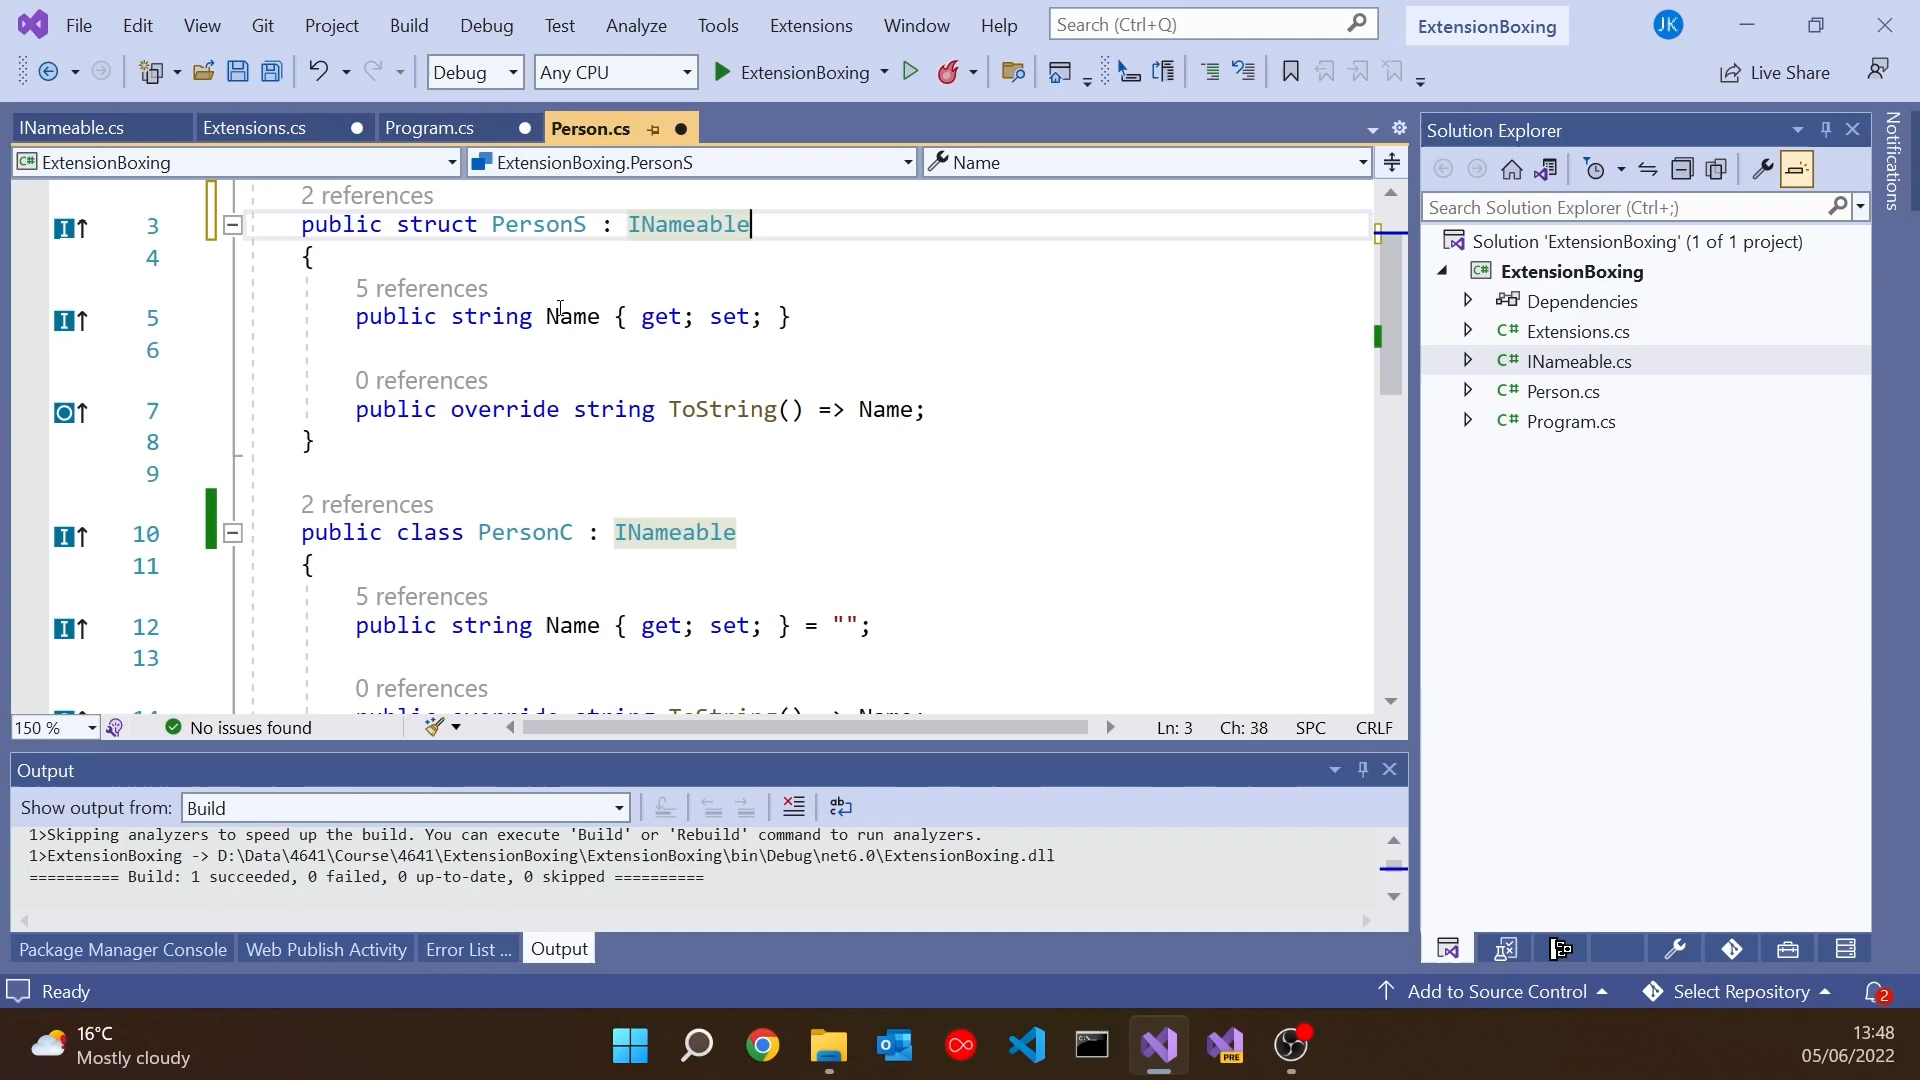 File Edit View Git Project Build Debug Test Analyze Tools Extensions Window Help Search (Ctrl+Q) ExtensionBoxing JK
Debug Any CPU ExtensionBoxing Live Share
INameable.cs Extensions.cs Program.cs Person.cs
C# ExtensionBoxing ExtensionBoxing.PersonS Name
2 references
3 public struct PersonS : INameable
4 {
5 references
5 public string Name { get; set; }
6
0 references
7 public override string ToString() => Name;
8 }
9
2 references
10 public class PersonC : INameable
11 {
5 references
12 public string Name { get; set; } = "";
13
0 references
150 % No issues found Ln: 3 Ch: 38 SPC CRLF
Output
Show output from: Build
1>Skipping analyzers to speed up the build. You can execute 'Build' or 'Rebuild' command to run analyzers.
1>ExtensionBoxing -> D:\Data\4641\Course\4641\ExtensionBoxing\ExtensionBoxing\bin\Debug\net6.0\ExtensionBoxing.dll
========== Build: 1 succeeded, 0 failed, 0 up-to-date, 0 skipped ==========
Package Manager Console Web Publish Activity Error List ... Output
Solution Explorer
Search Solution Explorer (Ctrl+;)
Solution 'ExtensionBoxing' (1 of 1 project)
C# ExtensionBoxing
Dependencies
C# Extensions.cs
C# INameable.cs
C# Person.cs
C# Program.cs
Notifications
Ready Add to Source Control Select Repository 2
16°C
Mostly cloudy
PRE
13:48
05/06/2022